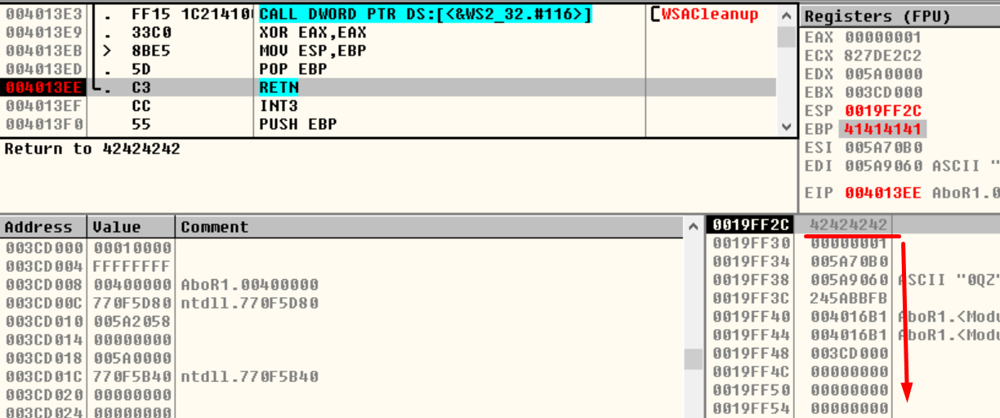 004013E3 . FF15 1C214100 CALL DWORD PTR DS:[<&WS2_32.#116>] [WSACleanup
004013E9 . 33C0 XOR EAX,EAX
004013EB > 8BE5 MOV ESP,EBP
004013ED . 5D POP EBP
004013EE . C3 RETN
004013EF CC INT3
004013F0 55 PUSH EBP
Return to 42424242
Registers (FPU)
EAX 00000001
ECX 827DE2C2
EDX 005A0000
EBX 003CD000
ESP 0019FF2C
EBP 41414141
ESI 005A70B0
EDI 005A9060 ASCII "
EIP 004013EE AboR1.0
Address Value Comment
003CD000 00010000
003CD004 FFFFFFFF
003CD008 00400000 AboR1.00400000
003CD00C 770F5D80 ntdll.770F5D80
003CD010 005A2058
003CD014 00000000
003CD018 005A0000
003CD01C 770F5B40 ntdll.770F5B40
003CD020 00000000
003CD024 00000000
0019FF2C 42424242
0019FF30 00000001
0019FF34 005A70B0
0019FF38 005A9060 ASCII "0QZ"
0019FF3C 245ABBFB
0019FF40 004016B1 AboR1.<Modu
0019FF44 004016B1 AboR1.<Modu
0019FF48 003CD000
0019FF4C 00000000
0019FF50 00000000
0019FF54 00000000